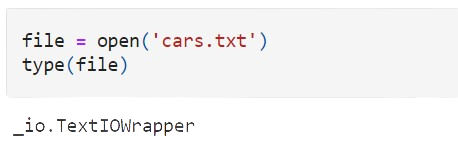 file = open('cars.txt')
type(file)
_io.TextIOWrapper